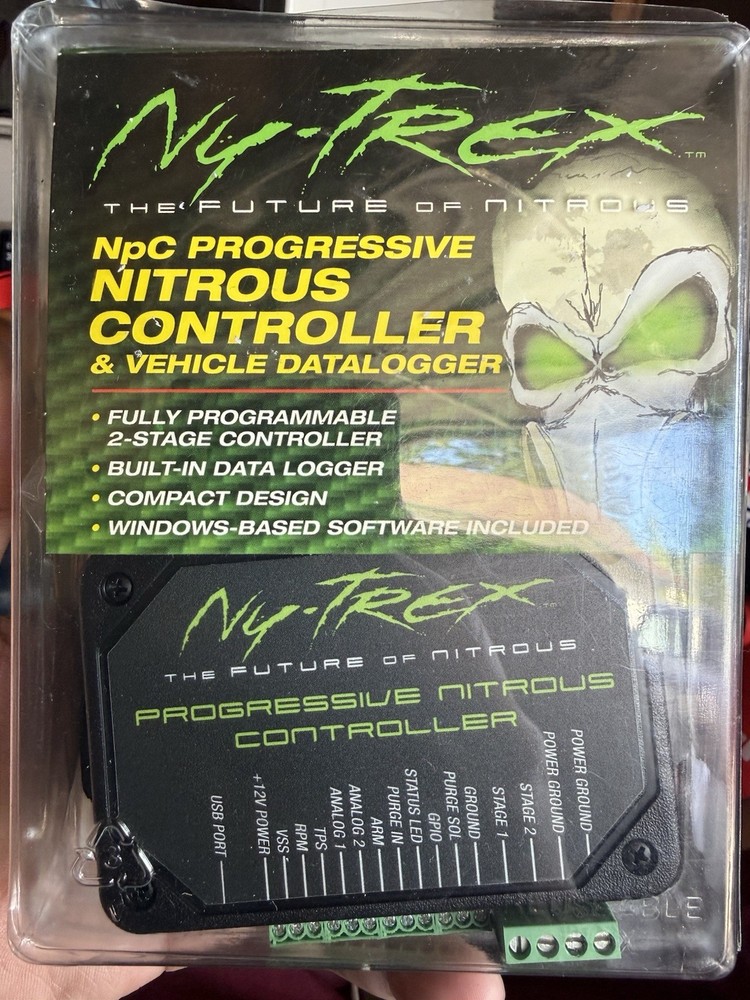 Ny-Trex™
THE FUTURE OF NITROUS
NpC PROGRESSIVE
NITROUS
CONTROLLER
& VEHICLE DATALOGGER
• FULLY PROGRAMMABLE
2-STAGE CONTROLLER
• BUILT-IN DATA LOGGER
• COMPACT DESIGN
• WINDOWS-BASED SOFTWARE INCLUDED
Ny-Trex™
THE FUTURE OF NITROUS
PROGRESSIVE NITROUS
CONTROLLER
USB PORT
+12V POWER
VSS
RPM
TPS
ANALOG 1
ANALOG 2
ARM
PURGE IN
STATUS LED
GPIO
PURGE SOL
GROUND
STAGE 1
STAGE 2
POWER GROUND
POWER GROUND